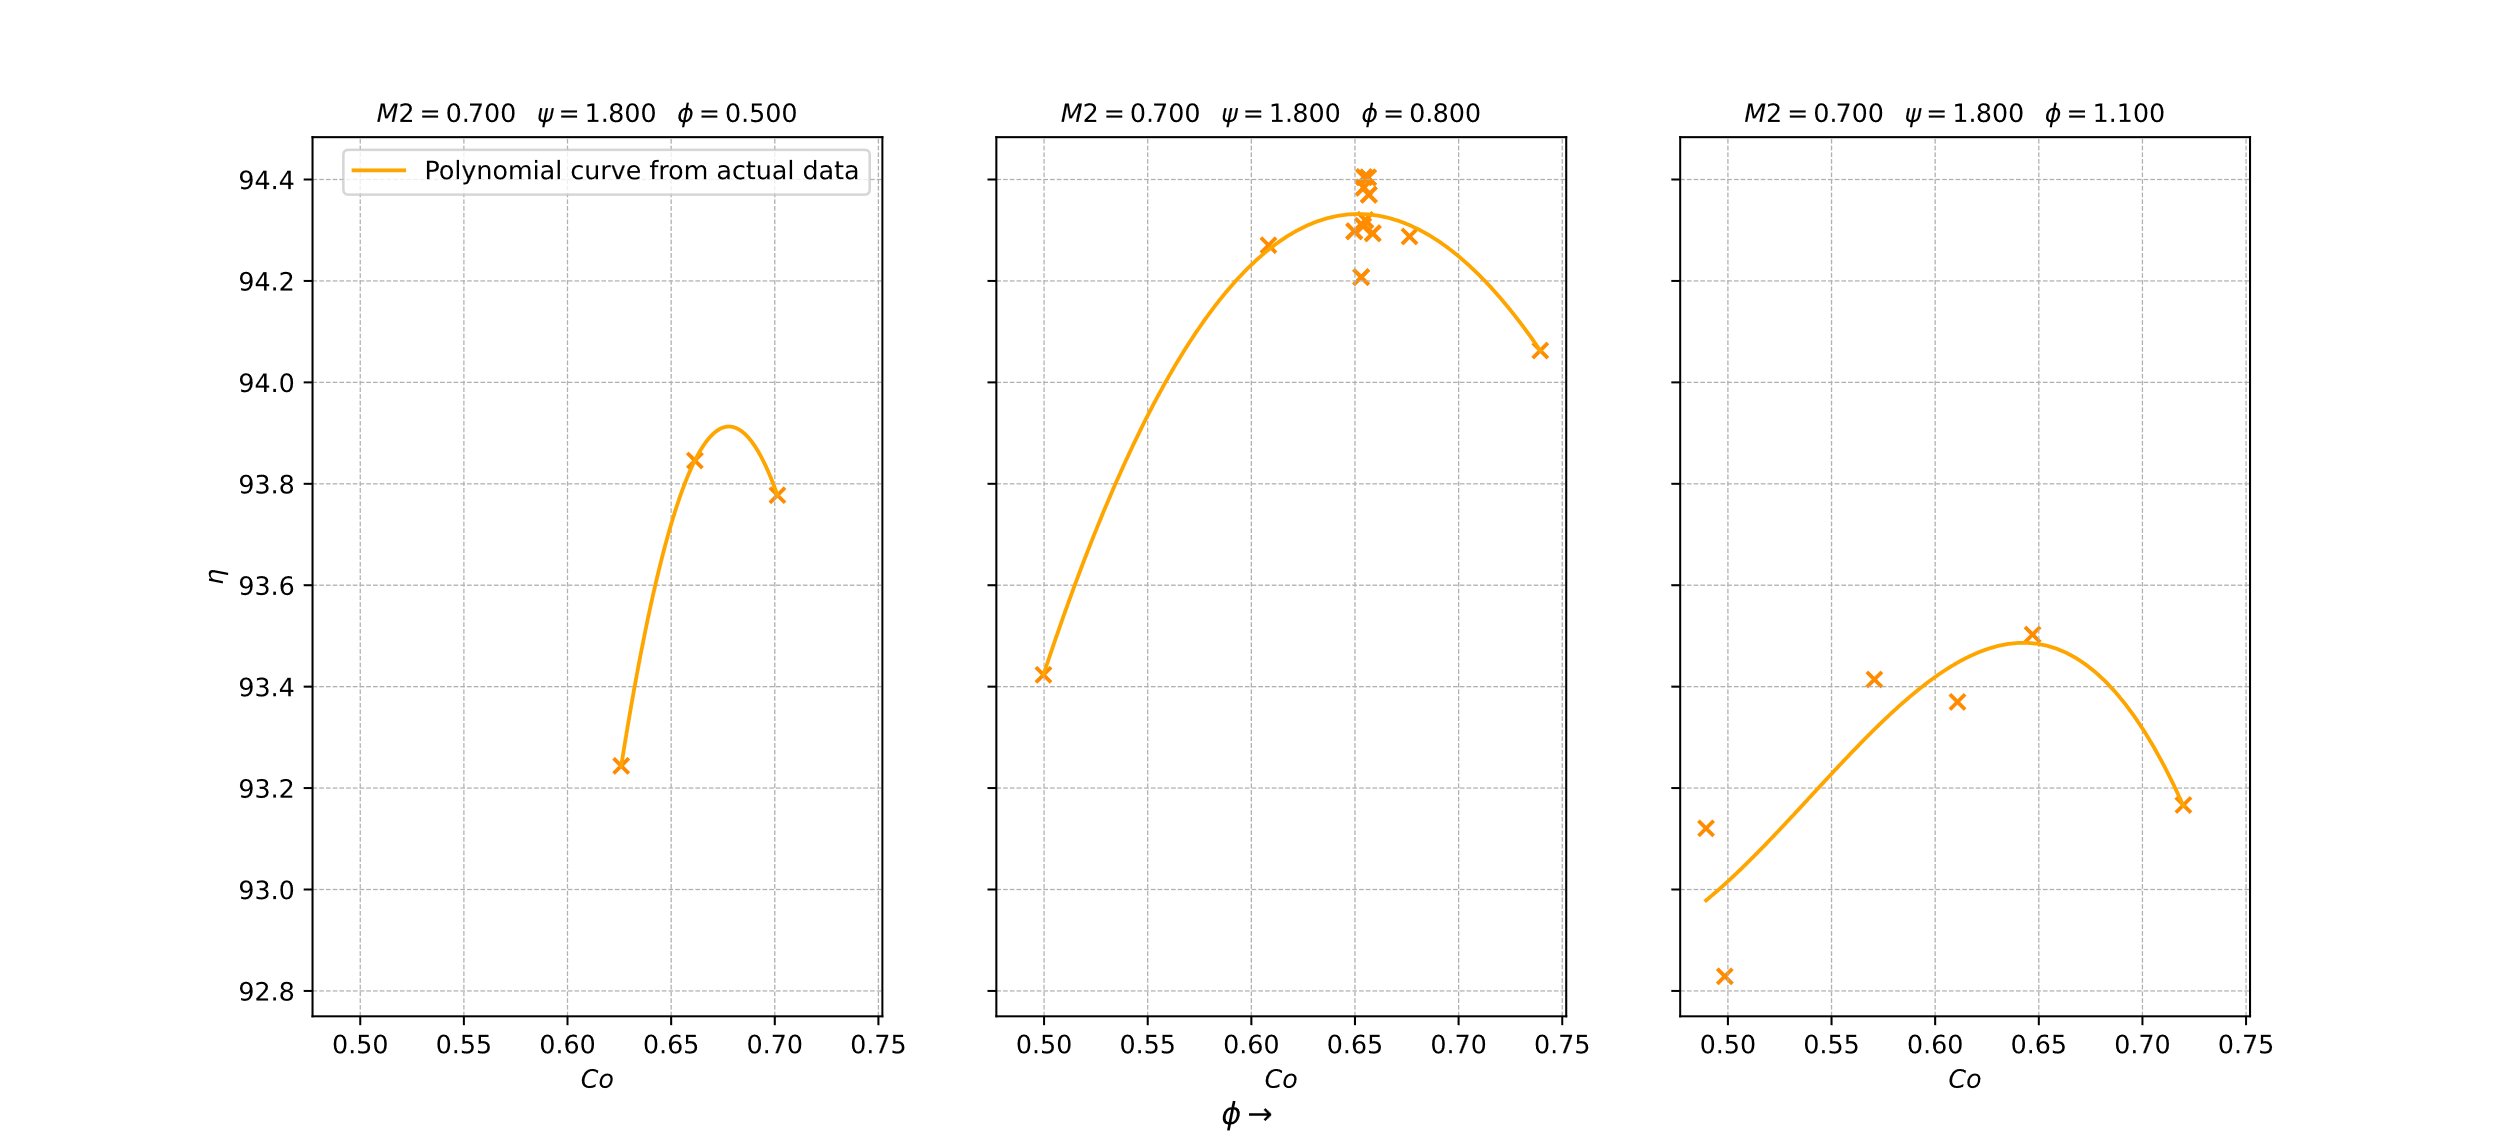 M2 = 0.700 ψ = 1.800 ϕ = 0.500
M2 = 0.700 ψ = 1.800 ϕ = 0.800
M2 = 0.700 ψ = 1.800 ϕ = 1.100
Polynomial curve from actual data
94.4
94.2
94.0
93.8
93.6
93.4
93.2
93.0
92.8
η
0.50 0.55 0.60 0.65 0.70 0.75
0.50 0.55 0.60 0.65 0.70 0.75
0.50 0.55 0.60 0.65 0.70 0.75
Co
Co
Co
ϕ →